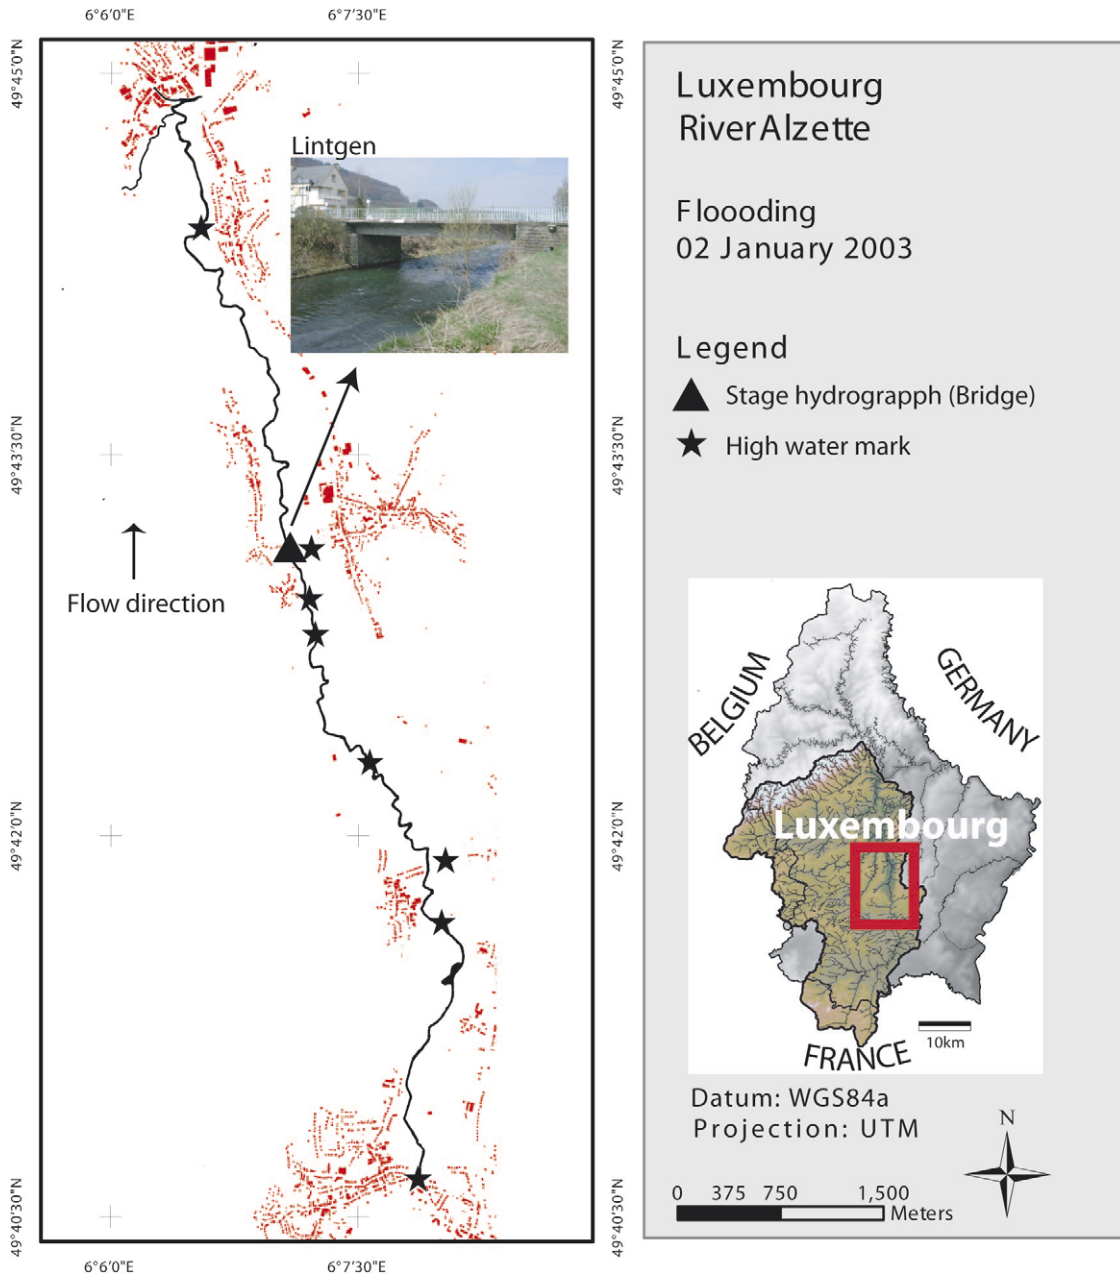 6°6'0"E
6°7'30"E
49°45'0"N
49°45'0"N
Luxembourg
RiverAlzette
Lintgen
Floooding
02 January 2003
Legend
Stage hydrograpph (Bridge)
High water mark
49°43'30"N
49°43'30"N
Flow direction
BELGIUM
GERMANY
Luxembourg
49°42'0"N
49°42'0"N
10km
FRANCE
Datum: WGS84a
Projection: UTM
N
0 375 750 1,500
Meters
49°40'30"N
49°40'30"N
6°6'0"E
6°7'30"E